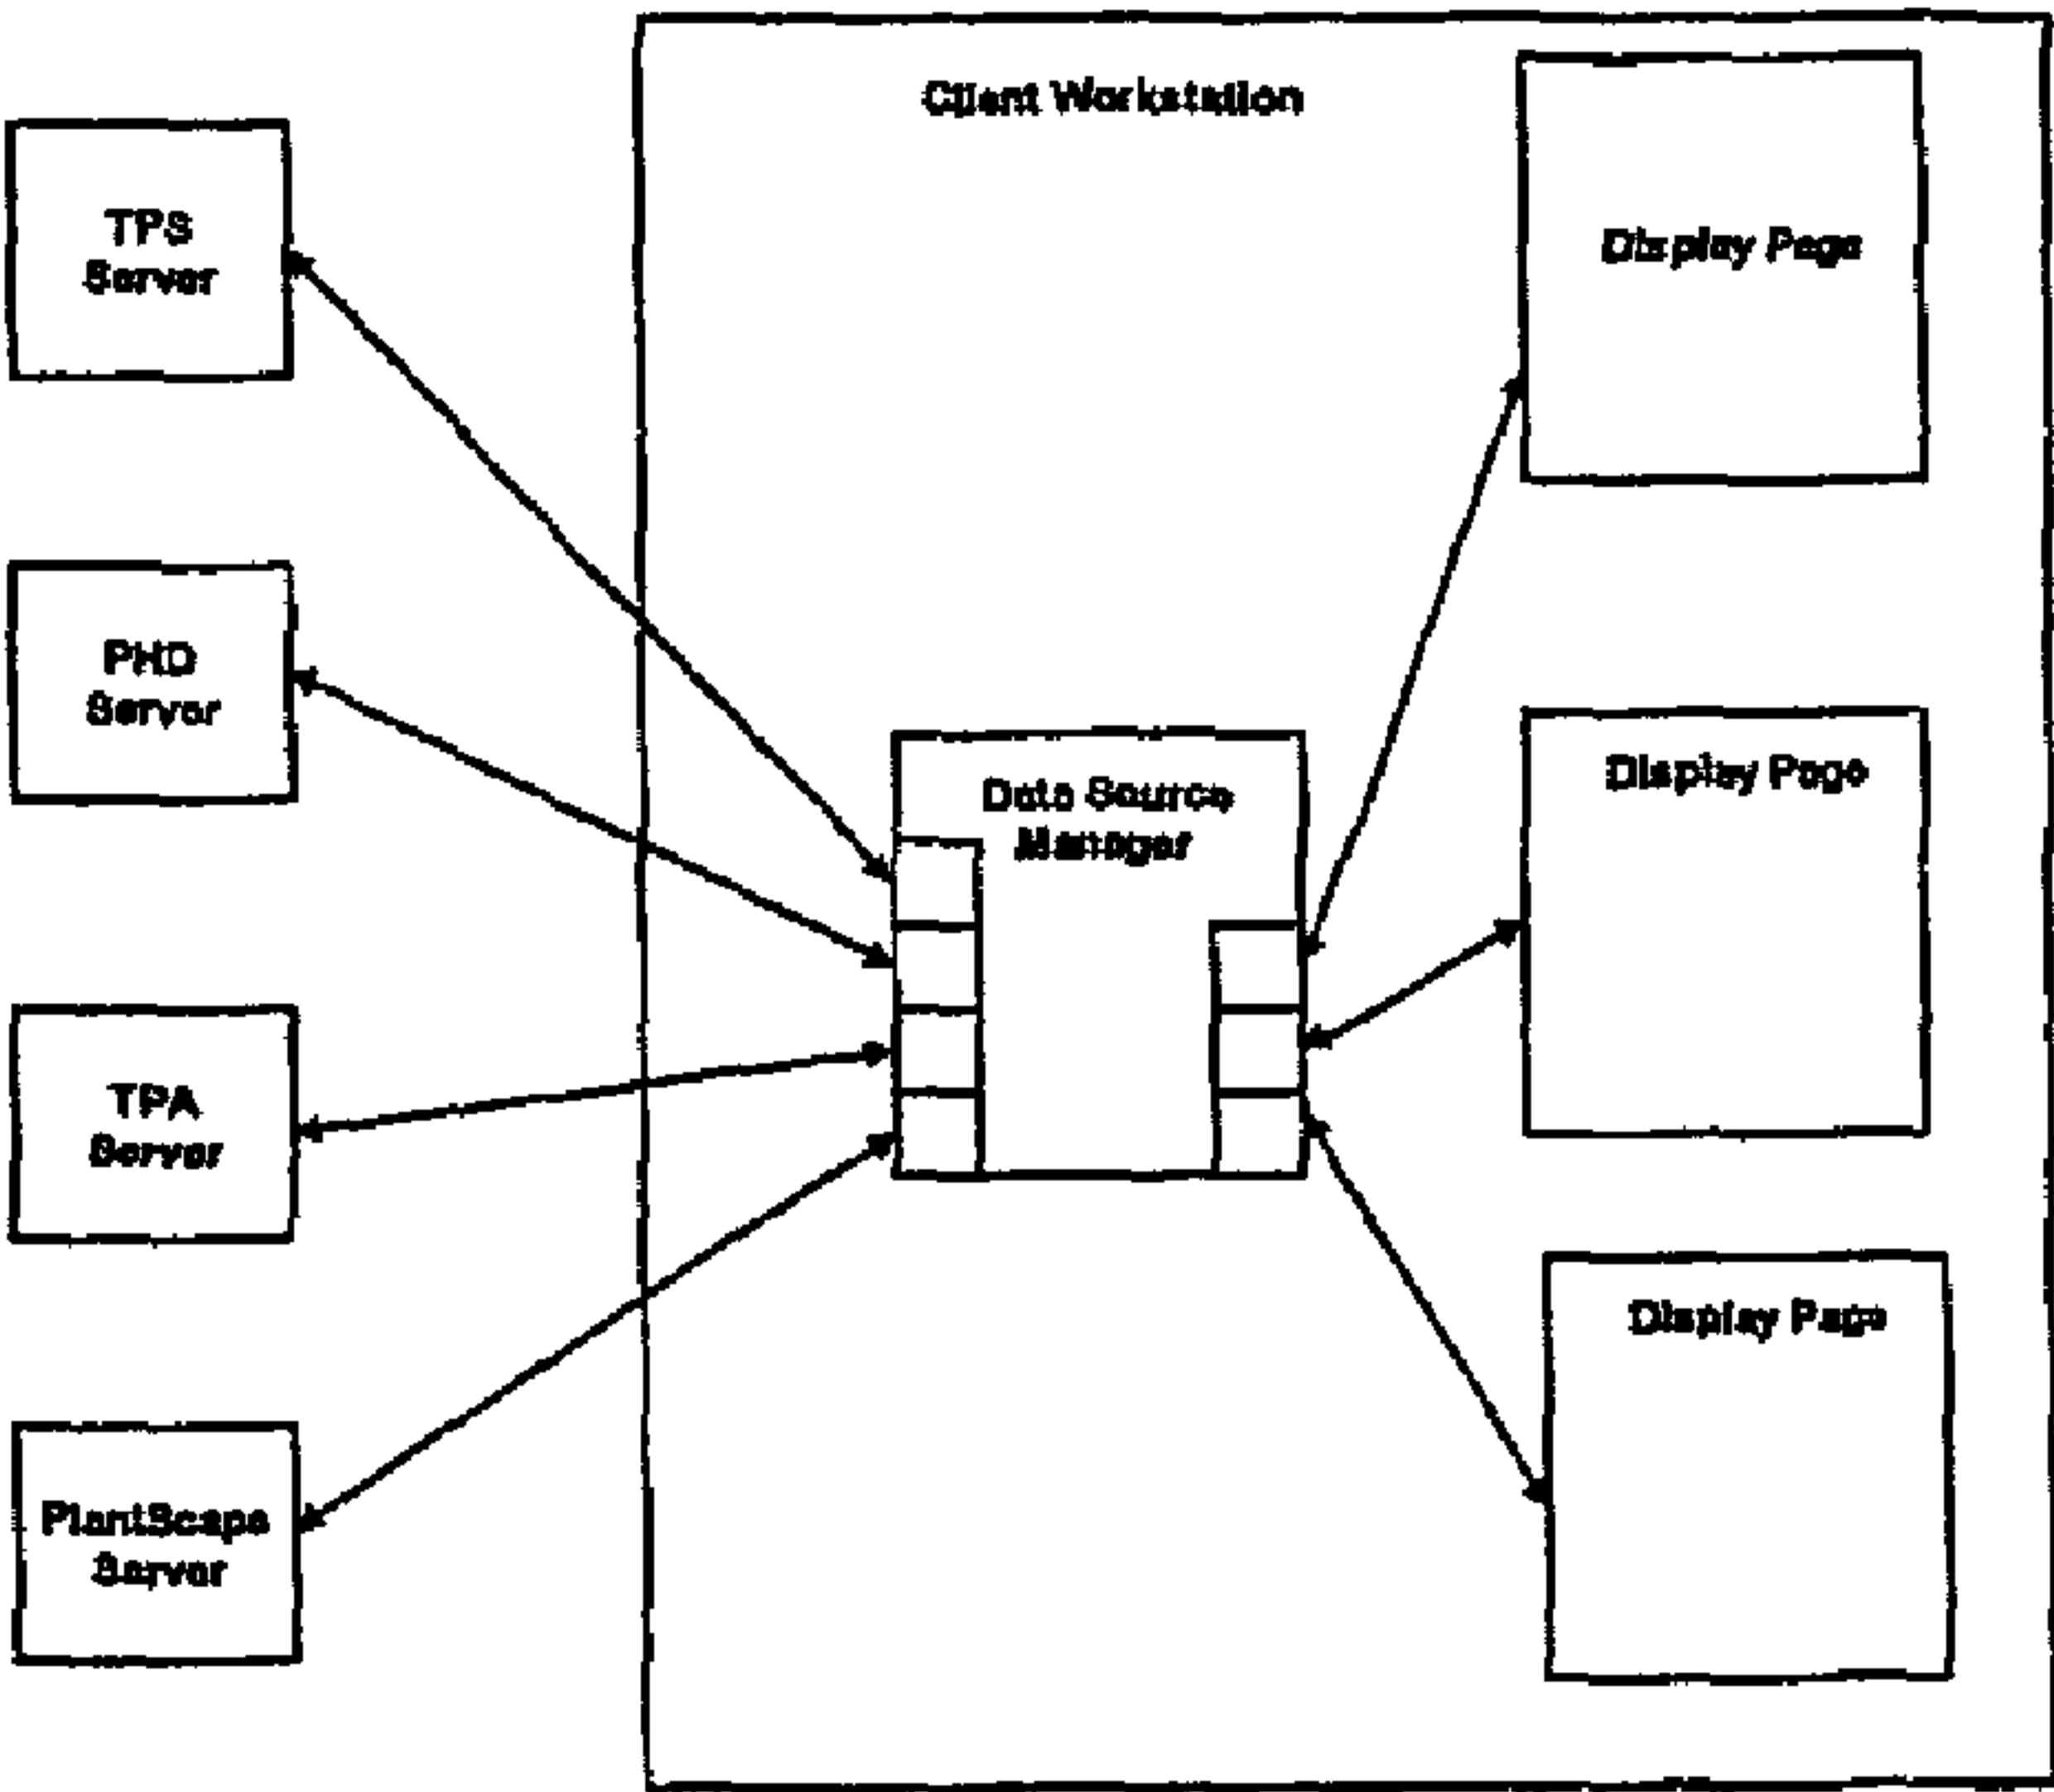 Client Workstation
Display Page
TPS
Server
PHD
Server
Data Source
Manager
Display Page
TPA
Server
Display Page
PlantScape
Server